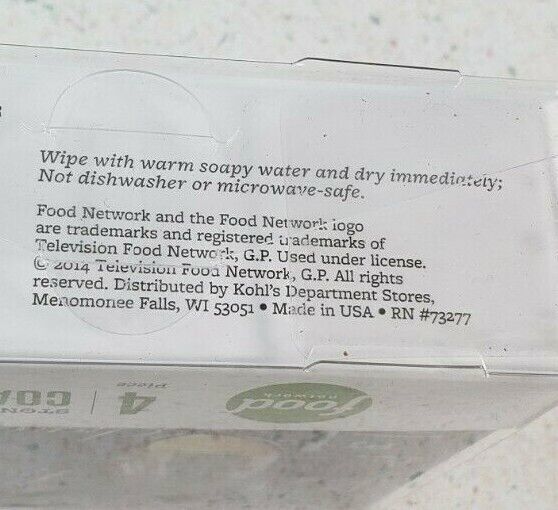 Wipe with warm soapy water and dry immediately;
Not dishwasher or microwave-safe.
Food Network and the Food Network logo
are trademarks and registered trademarks of
Television Food Network, G.P. Used under license.
© 2014 Television Food Network, G.P. All rights
reserved. Distributed by Kohl's Department Stores,
Menomonee Falls, WI 53051 • Made in USA • RN #73277
food
network
4
Piece